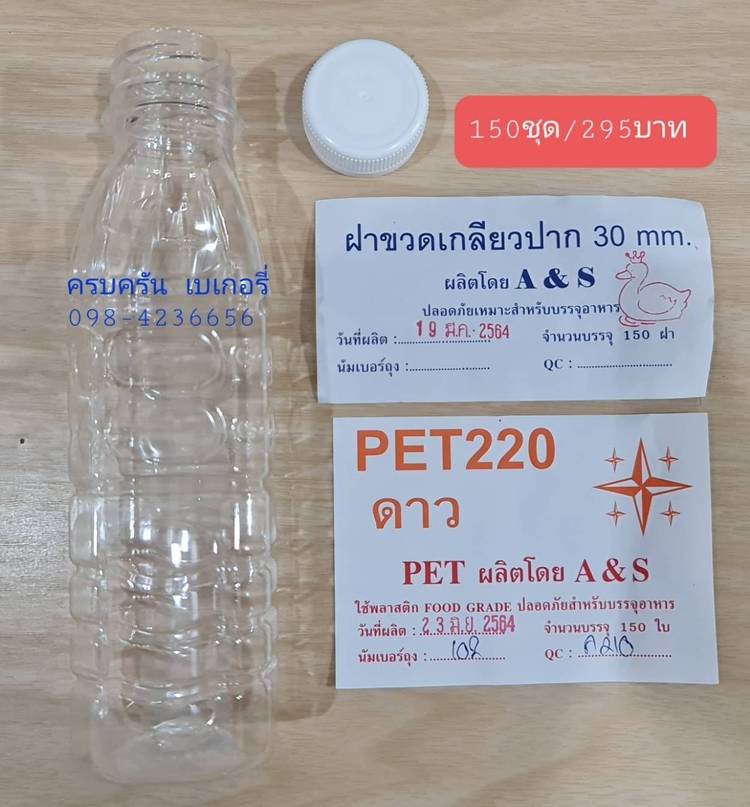 150ชุด/295บาท
ครบครัน เบเกอรี่
098-4236656
ฝาขวดเกลียวปาก 30 mm.
ผลิตโดย A & S
ปลอดภัยเหมาะสำหรับบรรจุอาหาร
วันที่ผลิต : 19 มี.ค. 2564 จำนวนบรรจุ 150 ฝา
นัมเบอร์ถุง : QC :
PET220
ดาว
PET ผลิตโดย A & S
ใช้พลาสติก FOOD GRADE ปลอดภัยสำหรับบรรจุอาหาร
วันที่ผลิต : 23 มิ.ย. 2564 จำนวนบรรจุ 150 ใบ
นัมเบอร์ถุง : 108 QC :